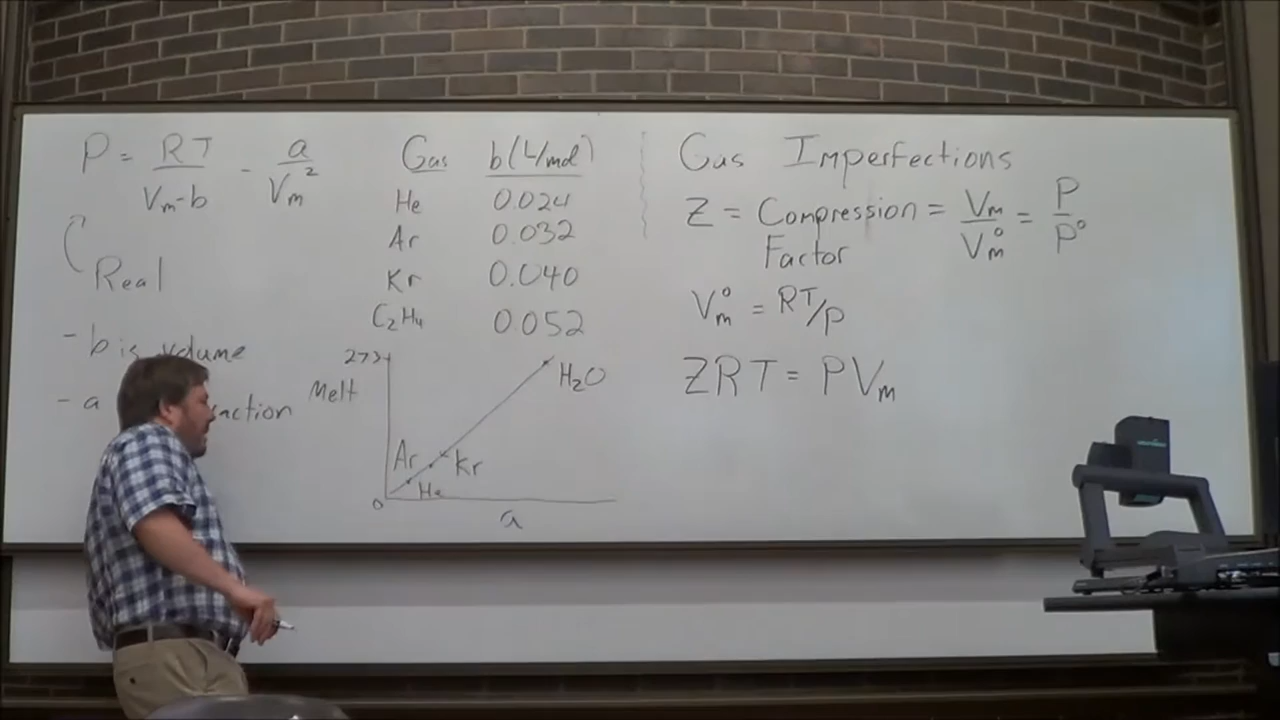 P = RT / Vm-b - a / Vm²
Real
- b is volume
- a
Gas b(L/mol)
He 0.024
Ar 0.032
Kr 0.040
C₂H₄ 0.052
273
Melt
H₂O
Ar
Kr
He
0
a
Gas Imperfections
Z = Compression Factor = Vm / V°m = P / P°
V°m = RT/P
ZRT = PVm